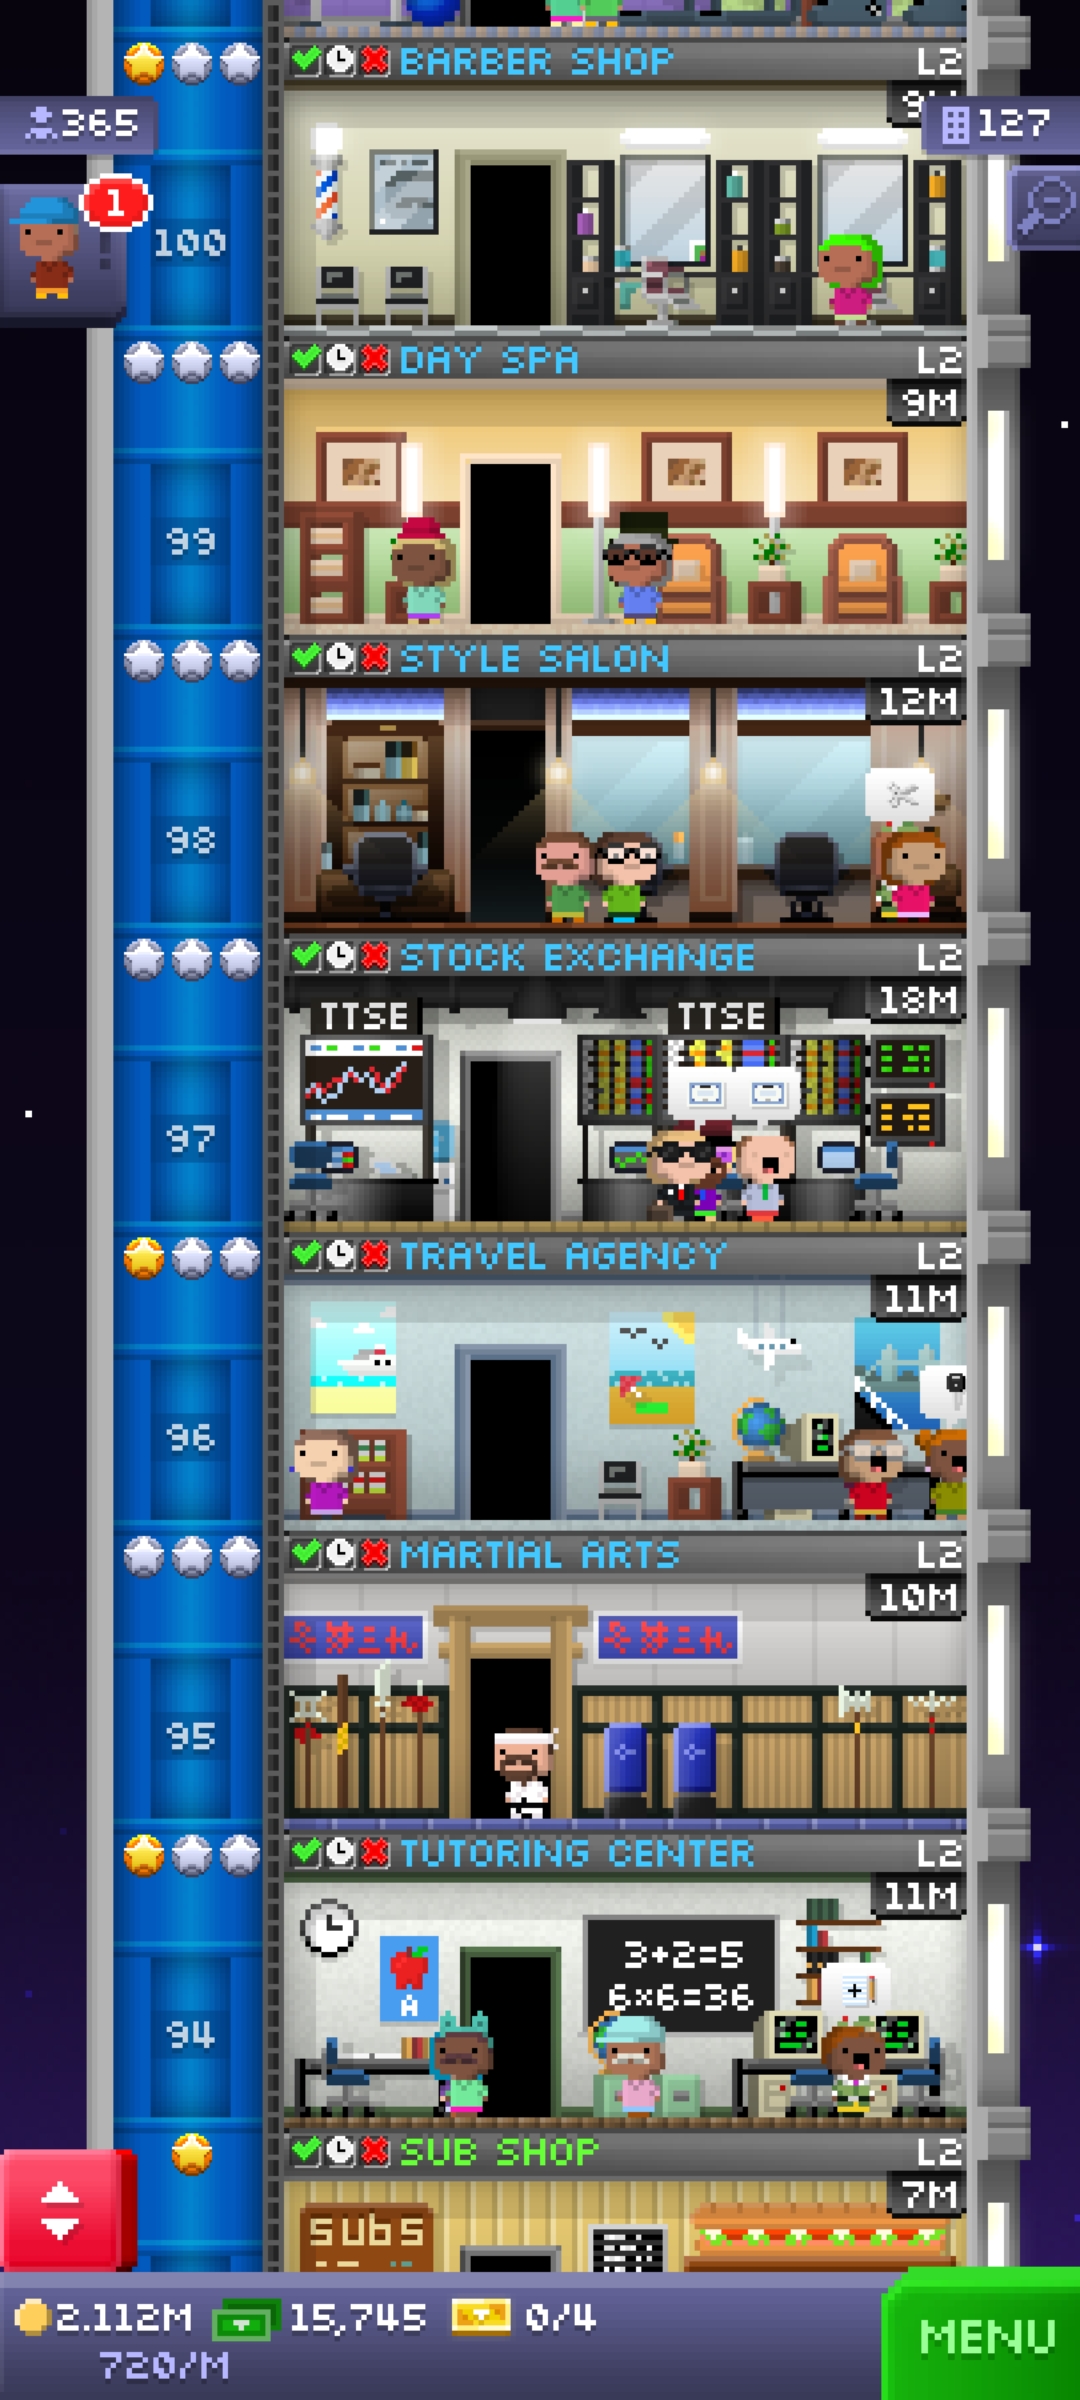 BARBER SHOP L2
365
127
1
100
DAY SPA L2
9M
99
STYLE SALON L2
12M
98
STOCK EXCHANGE L2
18M
TTSE TTSE
97
TRAVEL AGENCY L2
11M
96
MARTIAL ARTS L2
10M
95
TUTORING CENTER L2
11M
3+2=5
6×6=36
A
94
SUB SHOP L2
7M
SUBS
2.112M 15,745 0/4
720/M
MENU